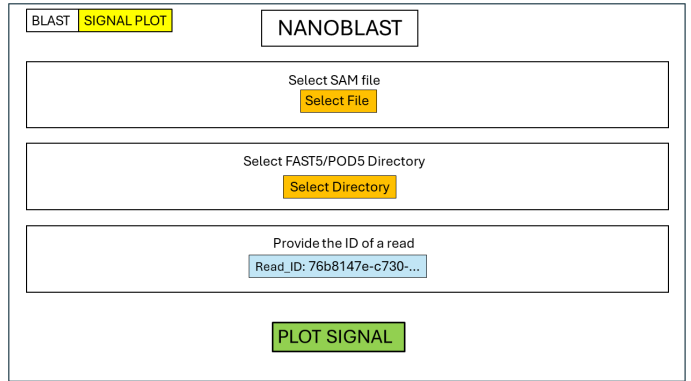 BLAST SIGNAL PLOT
NANOBLAST
Select SAM file
Select File
Select FAST5/POD5 Directory
Select Directory
Provide the ID of a read
Read_ID: 76b8147e-c730-...
PLOT SIGNAL